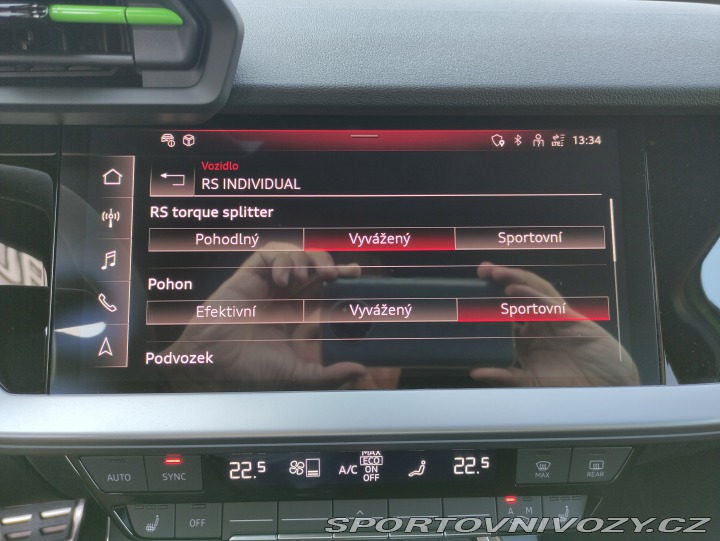 LTE
13:34
Vozidlo
RS INDIVIDUAL
RS torque splitter
Pohodlný Vyvážený Sportovní
Pohon
Efektivní Vyvážený Sportovní
Podvozek
AUTO SYNC 22.5 A/C MAX ECO ON OFF 22.5 MAX REAR
OFF A M
SPORTOVNIVOZY.CZ